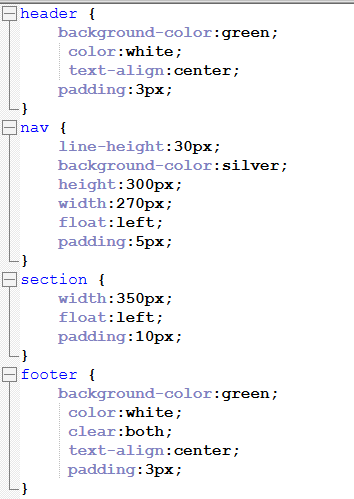 header {
background-color:green;
color:white;
text-align:center;
padding:3px;
}
nav {
line-height:30px;
background-color:silver;
height:300px;
width:270px;
float:left;
padding:5px;
}
section {
width:350px;
float:left;
padding:10px;
}
footer {
background-color:green;
color:white;
clear:both;
text-align:center;
padding:3px;
}